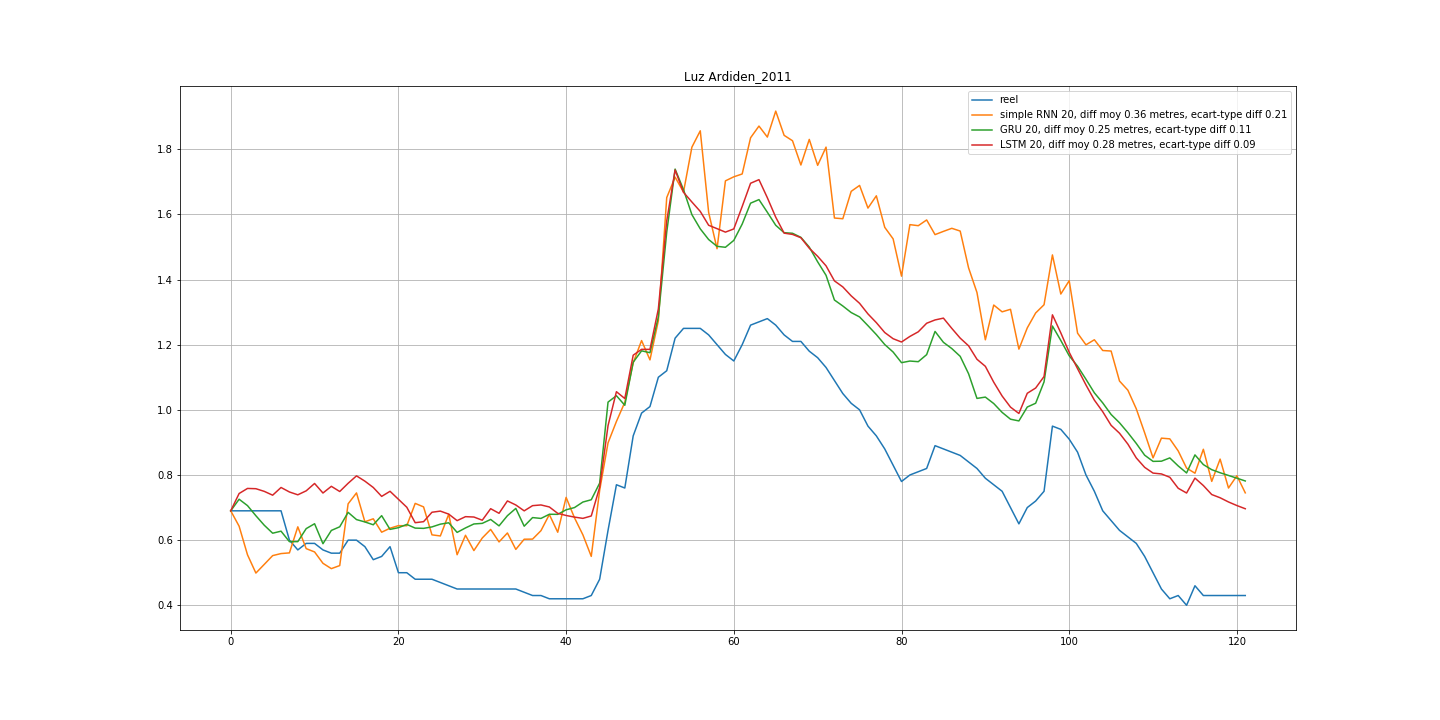 Luz Ardiden_2011
reel
simple RNN 20, diff moy 0.36 metres, ecart-type diff 0.21
GRU 20, diff moy 0.25 metres, ecart-type diff 0.11
LSTM 20, diff moy 0.28 metres, ecart-type diff 0.09
1.8
1.6
1.4
1.2
1.0
0.8
0.6
0.4
0 20 40 60 80 100 120